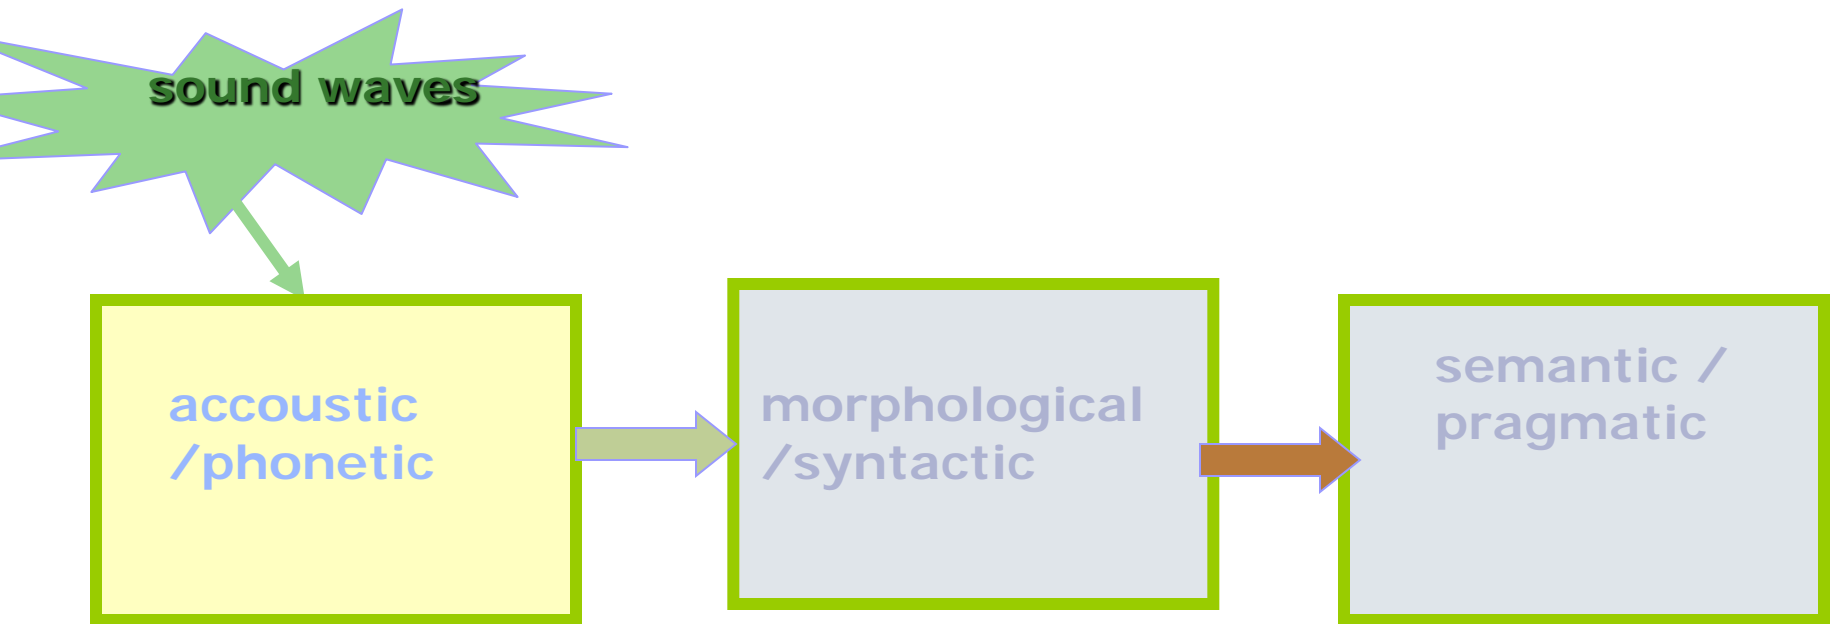 sound waves
accoustic
/phonetic
morphological
/syntactic
semantic /
pragmatic